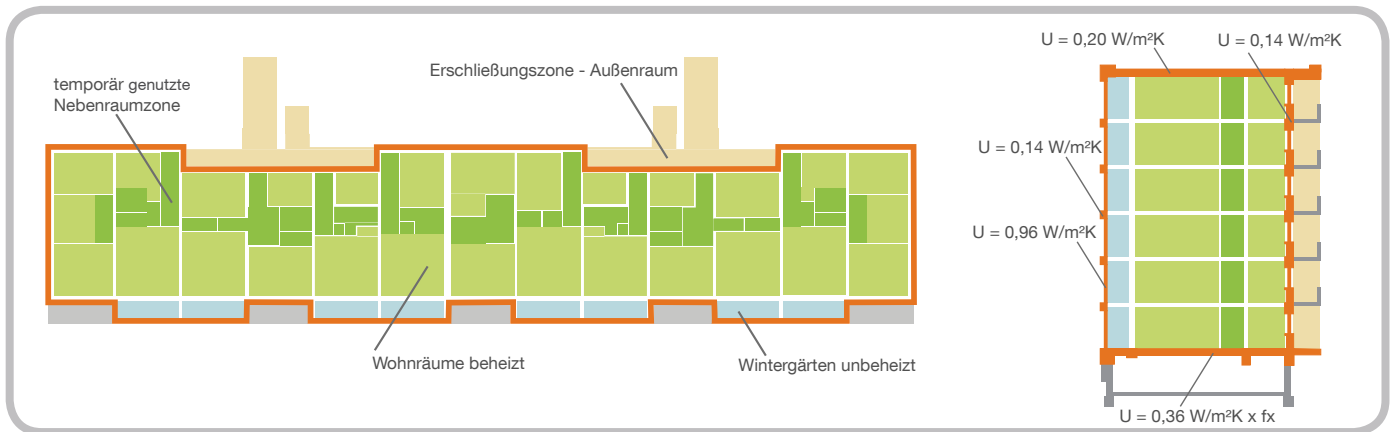 temporär genutzte
Nebenraumzone
Erschließungszone - Außenraum
Wohnräume beheizt
Wintergärten unbeheizt
U = 0,20 W/m²K
U = 0,14 W/m²K
U = 0,14 W/m²K
U = 0,96 W/m²K
U = 0,36 W/m²K x fx